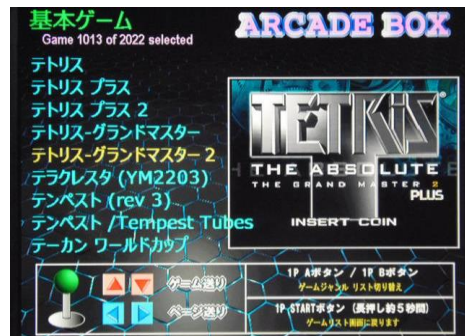 基本ゲーム
Game 1013 of 2022 selected
ARCADE BOX
テトリス
テトリス プラス
テトリス プラス 2
テトリス-グランドマスター
テトリス-グランドマスター 2
テラクレスタ (YM2203)
テンペスト (rev 3)
テンペスト /Tempest Tubes
テーカン ワールドカップ
TETRIS®
THE ABSOLUTE
THE GRAND MASTER 2
PLUS
INSERT COIN
ゲーム送り
ページ送り
1P Aボタン / 1P Bボタン
ゲームジャンル リスト切り替え
1P STARTボタン (長押し約5秒間)
ゲームリスト画面に戻ります